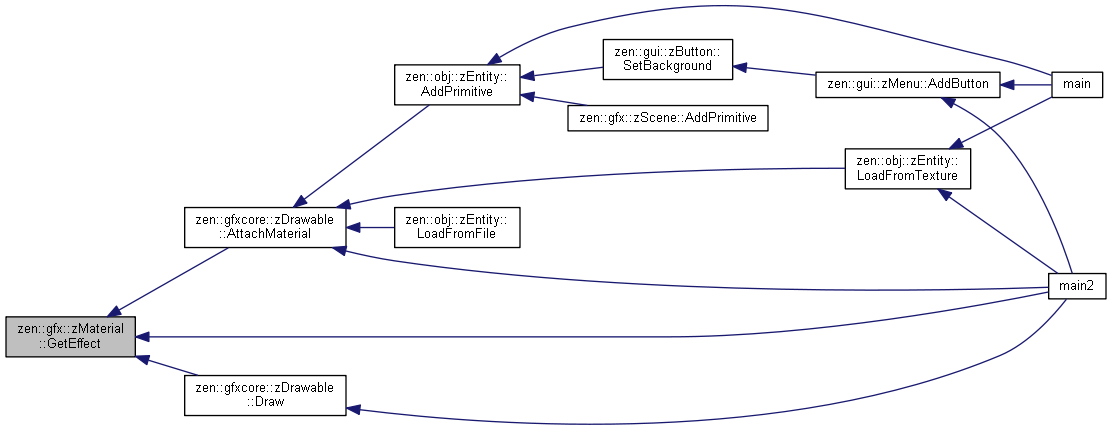 zen::gfx::zMaterial
::GetEffect
zen::gfxcore::zDrawable
::AttachMaterial
zen::obj::zEntity::
AddPrimitive
zen::gui::zButton::
SetBackground
zen::gui::zMenu::AddButton
main
zen::gfx::zScene::AddPrimitive
zen::obj::zEntity::
LoadFromTexture
zen::obj::zEntity::
LoadFromFile
main2
zen::gfxcore::zDrawable
::Draw